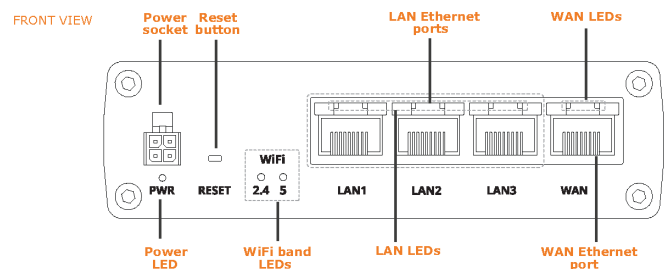 FRONT VIEW
Power
socket
Reset
button
LAN Ethernet
ports
WAN LEDs
WiFi
2.4 5
PWR
RESET
LAN1
LAN2
LAN3
WAN
Power
LED
WiFi band
LEDs
LAN LEDs
WAN Ethernet
port